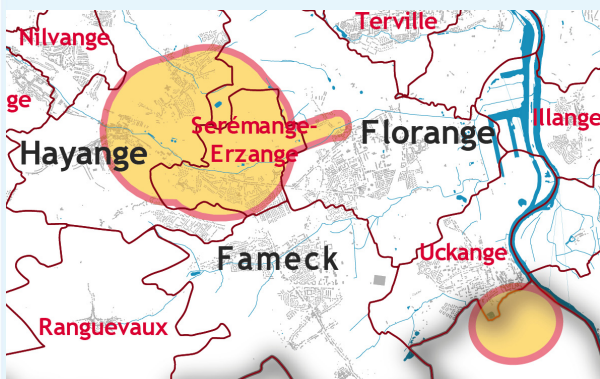 Terville
Nilvange
ge
Illange
Serémange-
Erzange
Florange
Hayange
Fameck
Uckange
Ranguevaux